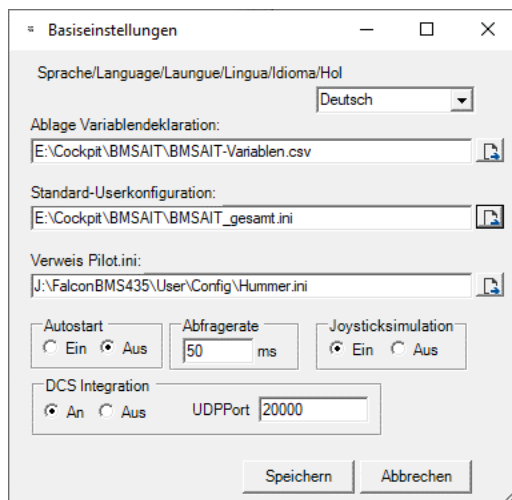 Basiseinstellungen
Sprache/Language/Laungue/Lingua/Idioma/Hol
Deutsch
Ablage Variablendeklaration:
E:\Cockpit\BMSAIT\BMSAIT-Variablen.csv
Standard-Userkonfiguration:
E:\Cockpit\BMSAIT\BMSAIT_gesamt.ini
Verweis Pilot.ini:
J:\FalconBMS435\User\Config\Hummer.ini
Autostart Abfragerate Joysticksimulation
Ein Aus 50 ms Ein Aus
DCS Integration
An Aus UDPPort 20000
Speichern Abbrechen